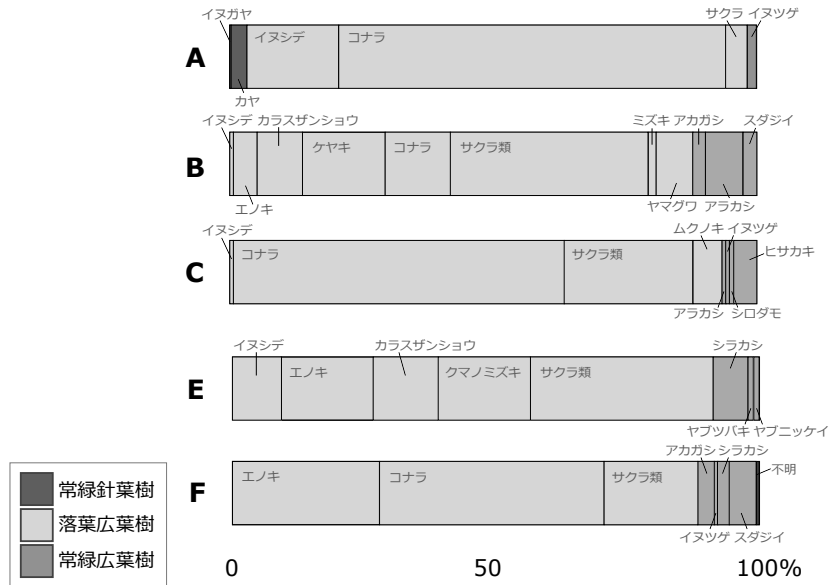 イヌガヤ サクラ イヌツゲ
A イヌシデ コナラ
カヤ
イヌシデ カラスザンショウ ミズキ アカガシ スダジイ
B ケヤキ コナラ サクラ類
エノキ ヤマグワ アラカシ
イヌシデ ムクノキ イヌツゲ
C コナラ サクラ類 ヒサカキ
アラカシ シロダモ
イヌシデ カラスザンショウ シラカシ
E エノキ クマノミズキ サクラ類
ヤブツバキ ヤブニッケイ
アカガシ シラカシ 不明
F エノキ コナラ サクラ類
イヌツゲ スダジイ
常緑針葉樹
落葉広葉樹
常緑広葉樹
0 50 100%